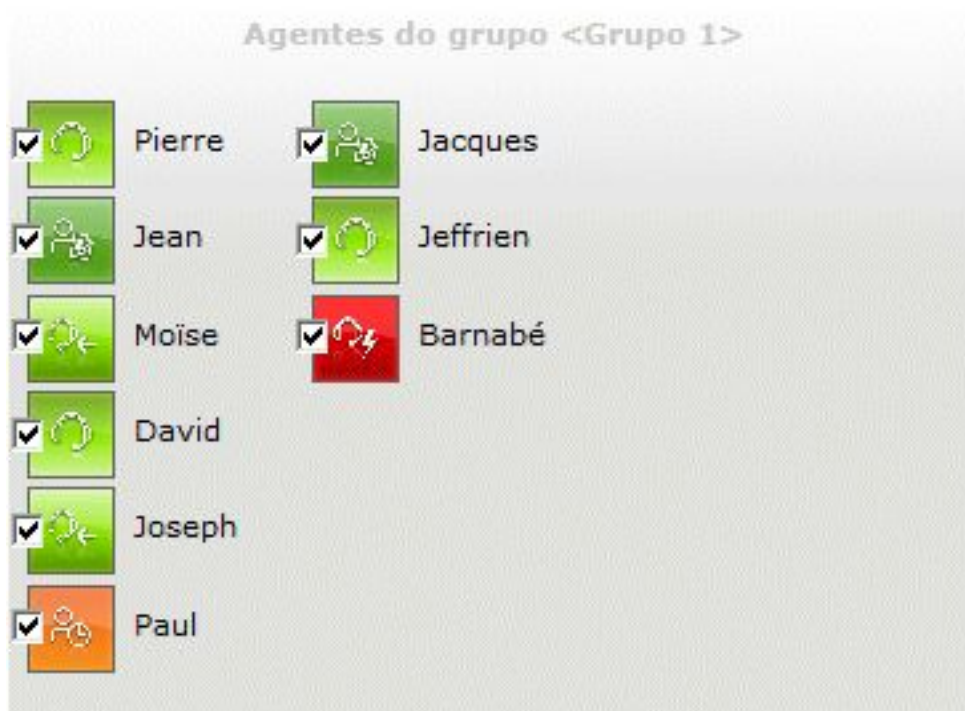 Agentes do grupo <Grupo 1>
Pierre
Jean
Moïse
David
Joseph
Paul
Jacques
Jeffrien
Barnabé